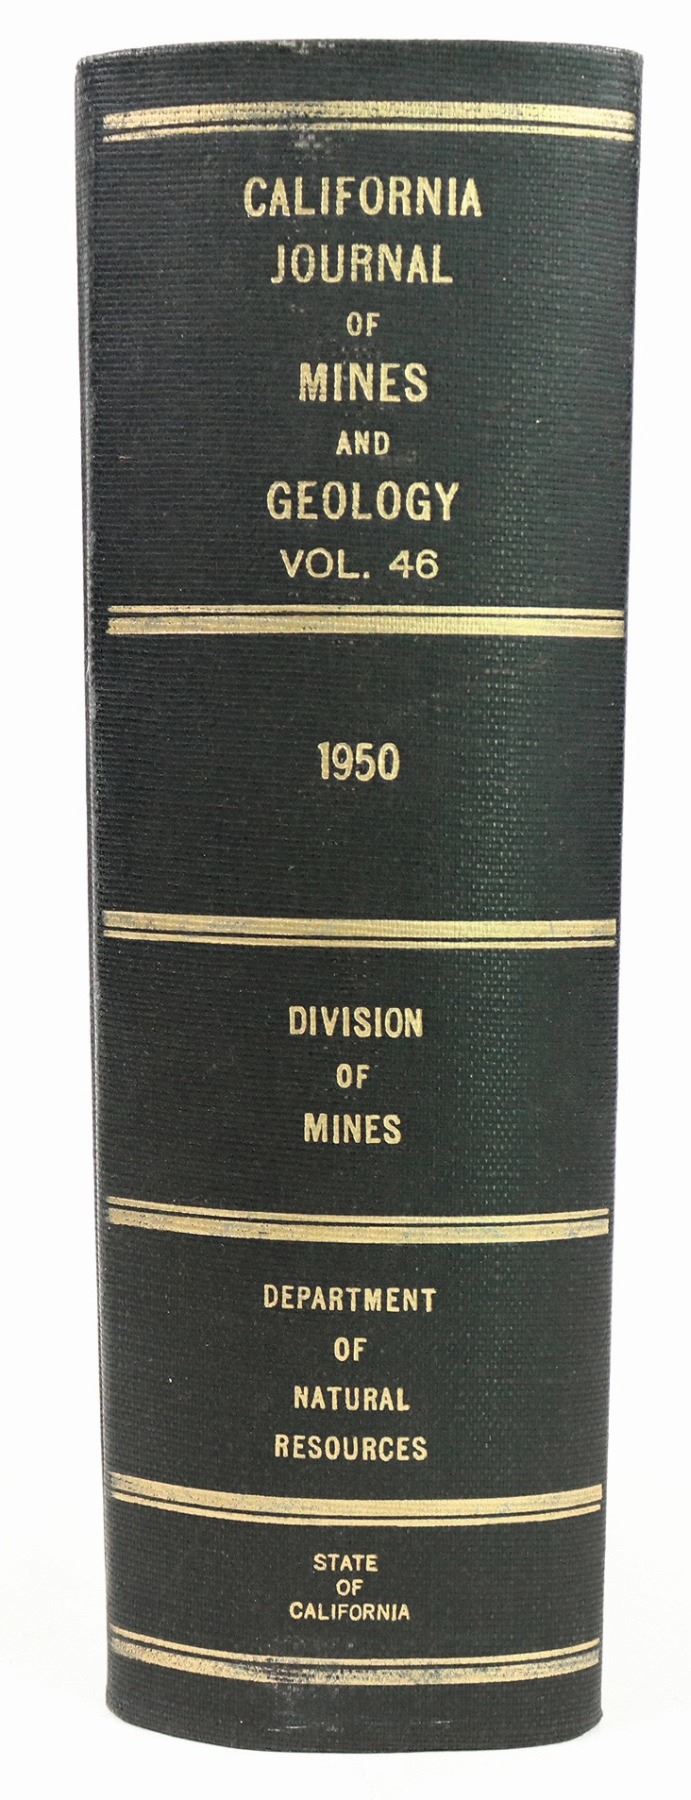 CALIFORNIA
JOURNAL
OF
MINES
AND
GEOLOGY
VOL. 46
1950
DIVISION
OF
MINES
DEPARTMENT
OF
NATURAL
RESOURCES
STATE
OF
CALIFORNIA